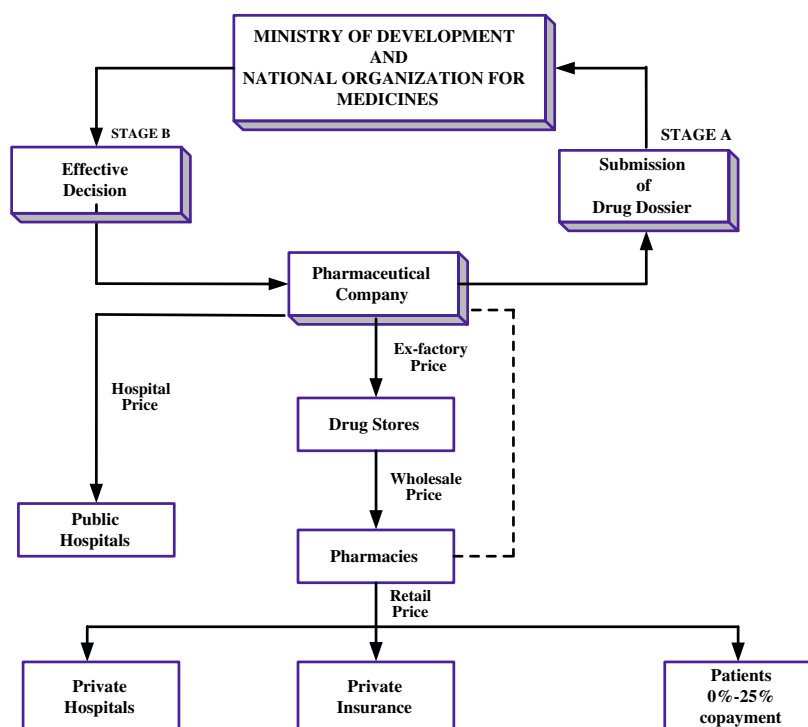 MINISTRY OF DEVELOPMENT
AND
NATIONAL ORGANIZATION FOR
MEDICINES
STAGE B
STAGE A
Effective
Decision
Submission
of
Drug Dossier
Pharmaceutical
Company
Ex-factory
Price
Hospital
Price
Drug Stores
Wholesale
Price
Public
Hospitals
Pharmacies
Retail
Price
Private
Hospitals
Private
Insurance
Patients
0%-25%
copayment